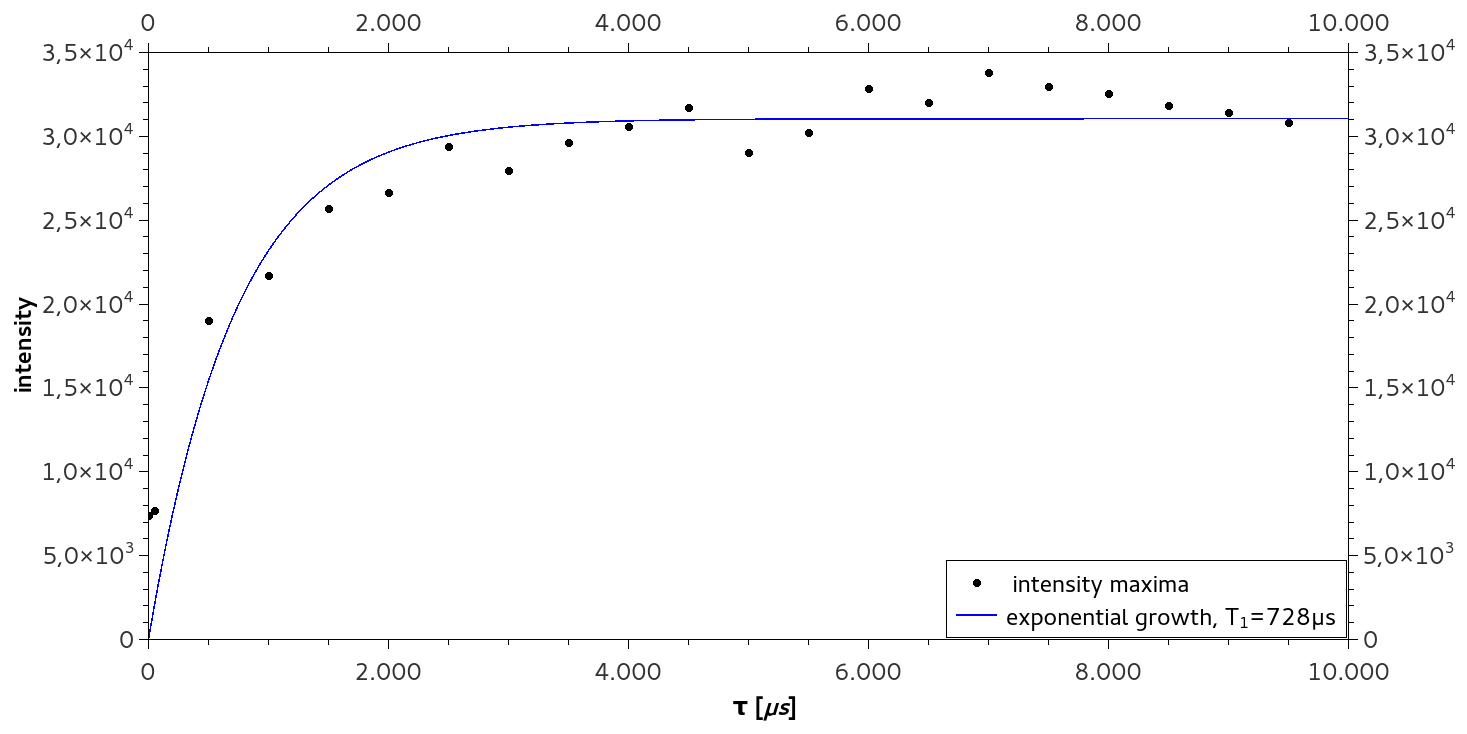 0 2.000 4.000 6.000 8.000 10.000
3,5×10⁴ 3,5×10⁴
3,0×10⁴ 3,0×10⁴
2,5×10⁴ 2,5×10⁴
2,0×10⁴ 2,0×10⁴
intensity
1,5×10⁴ 1,5×10⁴
1,0×10⁴ 1,0×10⁴
5,0×10³ 5,0×10³
intensity maxima
exponential growth, T₁=728µs
0 0
0 2.000 4.000 6.000 8.000 10.000
τ [µs]